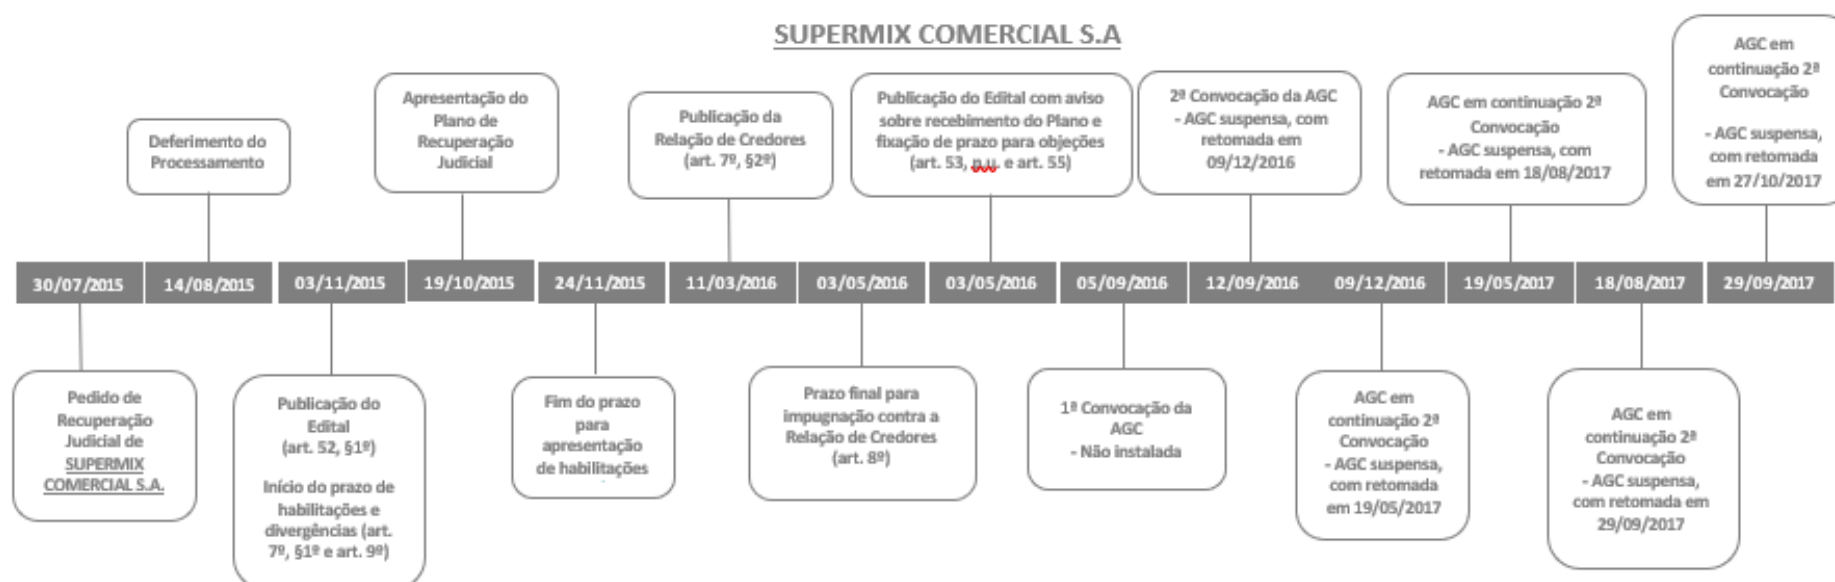 SUPERMIX COMERCIAL S.A
Deferimento do
Processamento
Apresentação do
Plano de
Recuperação
Judicial
Publicação da
Relação de Credores
(art. 7º, §2º)
Publicação do Edital com aviso
sobre recebimento do Plano e
fixação de prazo para objeções
(art. 53, p.u. e art. 55)
2ª Convocação da AGC
- AGC suspensa, com
retomada em
09/12/2016
AGC em continuação 2ª
Convocação
- AGC suspensa, com
retomada em 18/08/2017
AGC em
continuação 2ª
Convocação
- AGC suspensa,
com retomada
em 27/10/2017
30/07/2015
14/08/2015
03/11/2015
19/10/2015
24/11/2015
11/03/2016
03/05/2016
03/05/2016
05/09/2016
12/09/2016
09/12/2016
19/05/2017
18/08/2017
29/09/2017
Pedido de
Recuperação
Judicial de
SUPERMIX
COMERCIAL S.A.
Publicação do
Edital
(art. 52, §1º)
Início do prazo de
habilitações e
divergências (art.
7º, §1º e art. 9º)
Fim do prazo
para
apresentação
de habilitações
Prazo final para
impugnação contra a
Relação de Credores
(art. 8º)
1ª Convocação da
AGC
- Não instalada
AGC em
continuação 2ª
Convocação
- AGC suspensa,
com retomada
em 19/05/2017
AGC em
continuação 2ª
Convocação
- AGC suspensa,
com retomada em
29/09/2017